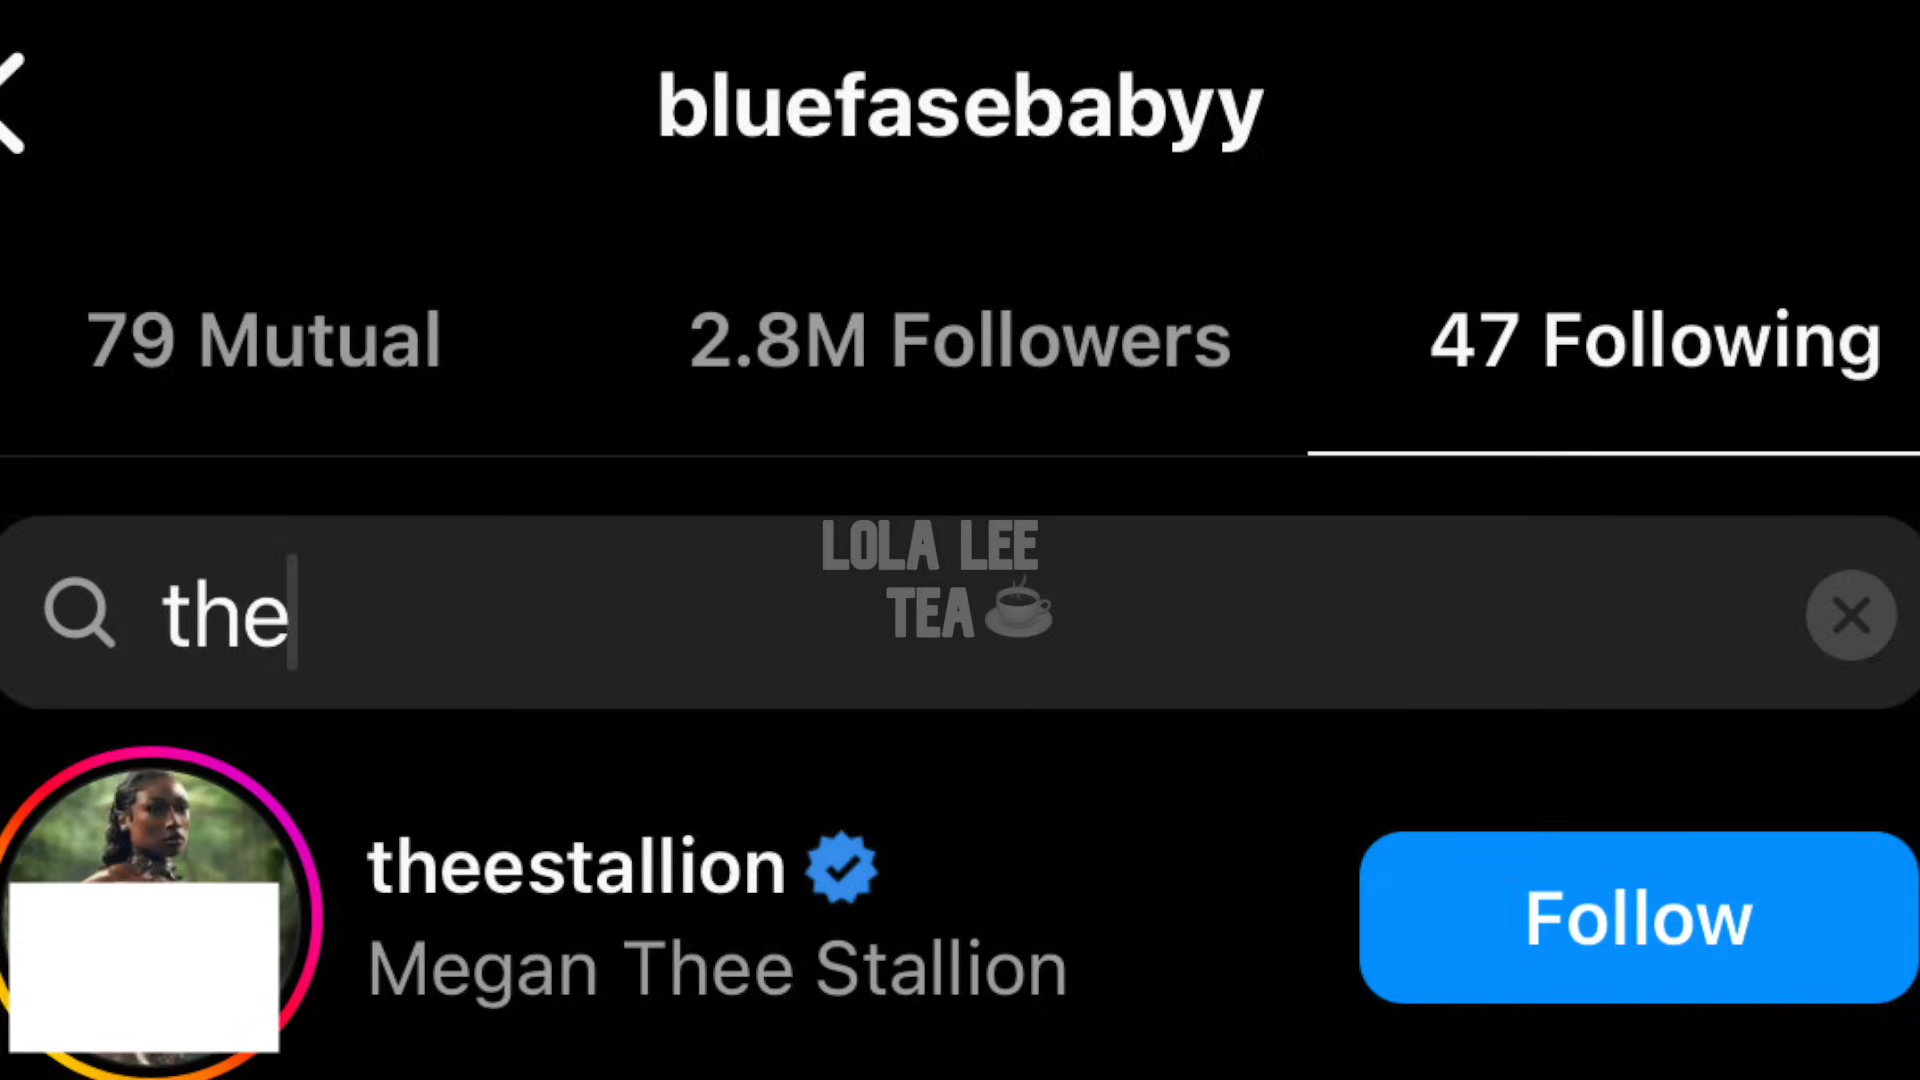 bluefasebabyy
79 Mutual 2.8M Followers 47 Following
LOLA LEE
TEA
the
theestallion
Megan Thee Stallion
Follow